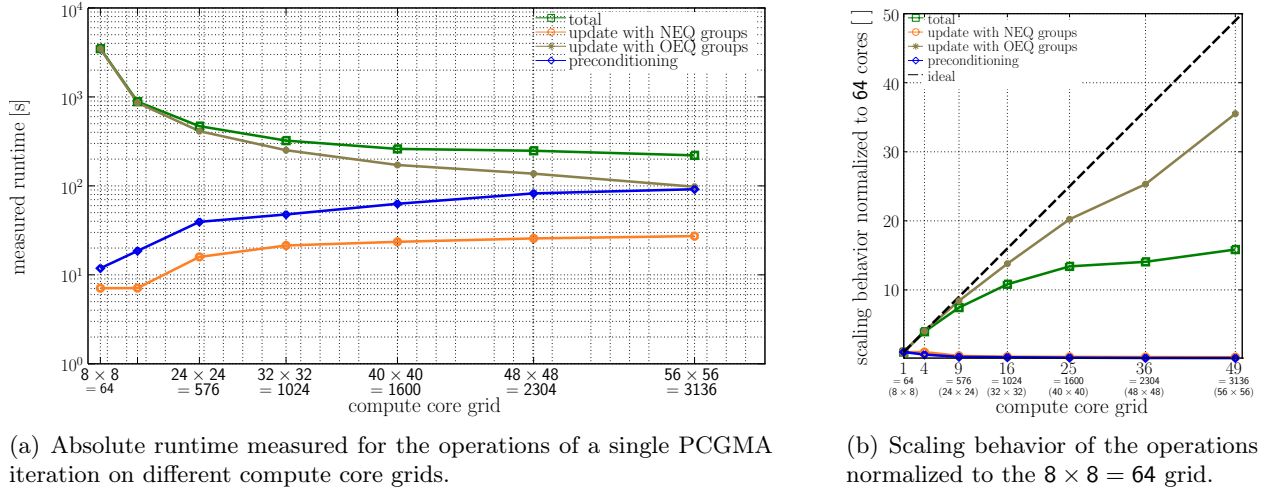 10^4
10^3
10^2
10^1
10^0
measured runtime [s]
total
update with NEQ groups
update with OEQ groups
preconditioning
8 × 8 24 × 24 32 × 32 40 × 40 48 × 48 56 × 56
= 64 = 576 = 1024 = 1600 = 2304 = 3136
compute core grid
(a) Absolute runtime measured for the operations of a single PCGMA
iteration on different compute core grids.
50
40
30
20
10
scaling behavior normalized to 64 cores [ ]
total
update with NEQ groups
update with OEQ groups
preconditioning
ideal
1 4 9 16 25 36 49
= 64 = 576 = 1024 = 1600 = 2304 = 3136
(8 × 8) (24 × 24) (32 × 32) (40 × 40) (48 × 48) (56 × 56)
compute core grid
(b) Scaling behavior of the operations
normalized to the 8 × 8 = 64 grid.